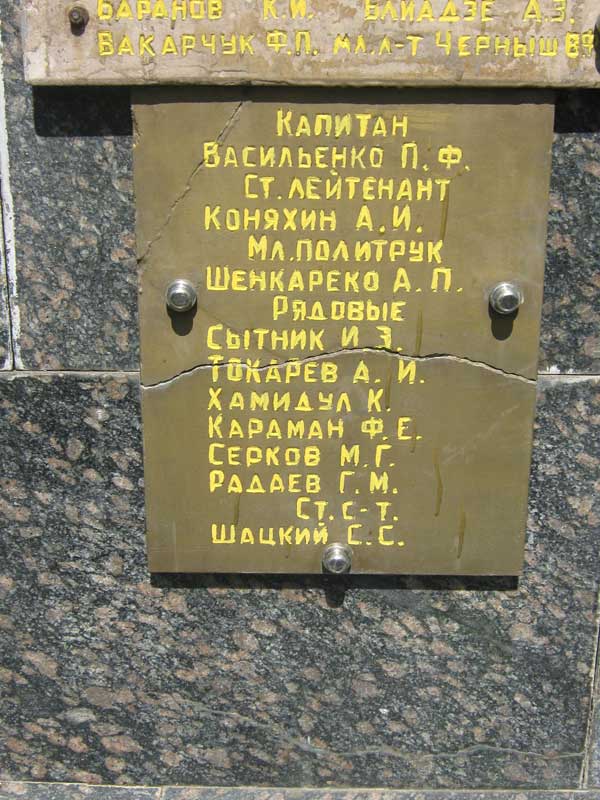 БАРАНОВ К.И. БЛИАДЗЕ А.З.
ВАКАРЧУК Ф.П. МЛ.Л-Т ЧЕРНЫШ В
КАПИТАН
ВАСИЛЬЕНКО П.Ф.
СТ.ЛЕЙТЕНАНТ
КОНЯХИН А.И.
МЛ.ПОЛИТРУК
ШЕНКАРЕКО А.П.
РЯДОВЫЕ
СЫТНИК И.З.
ТОКАРЕВ А.И.
ХАМИДУЛ К.
КАРАМАН Ф.Е.
СЕРКОВ М.Г.
РАДАЕВ Г.М.
СТ.С-Т.
ШАЦКИЙ С.С.